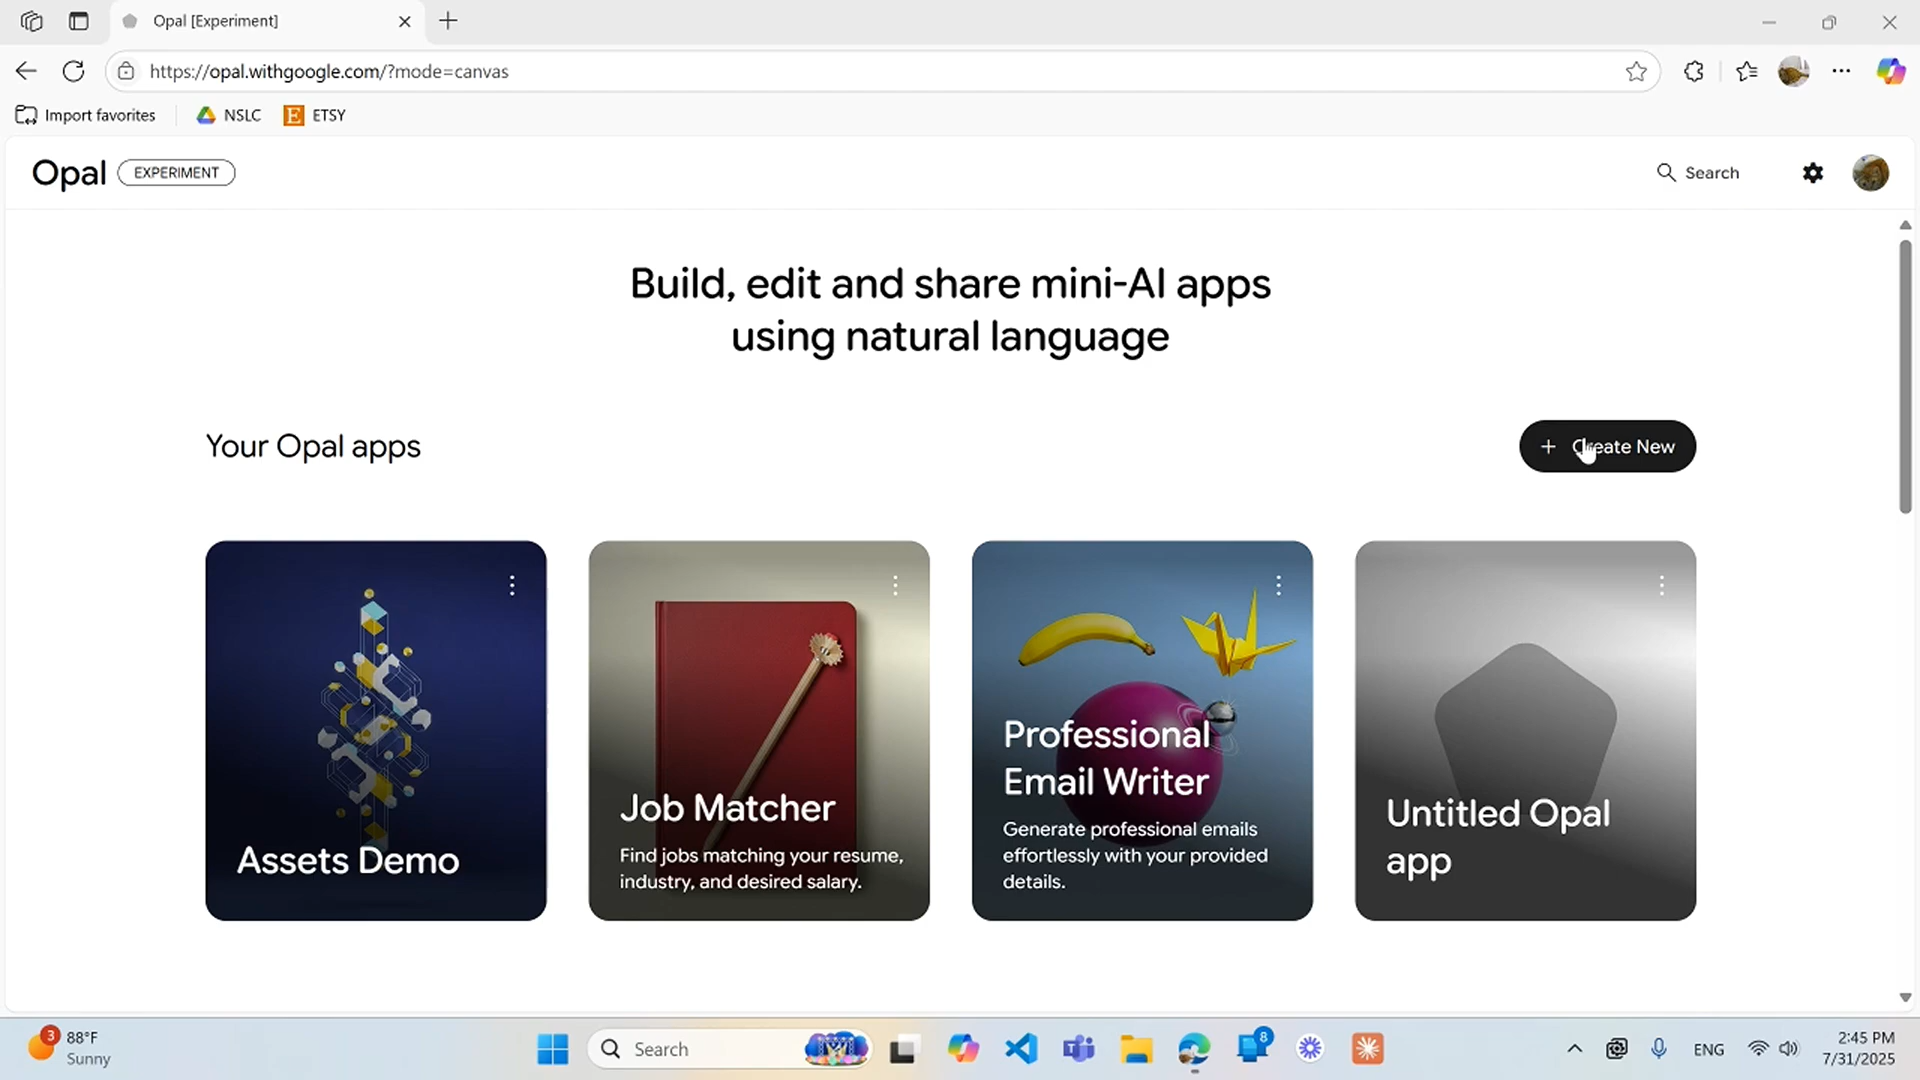 Opal [Experiment]
https://opal.withgoogle.com/?mode=canvas
Import favorites
NSLC
E
ETSY
Opal
EXPERIMENT
Search
Build, edit and share mini-AI apps
using natural language
Your Opal apps
+ Create New
Assets Demo
Job Matcher
Find jobs matching your resume,
industry, and desired salary.
Professional
Email Writer
Generate professional emails
effortlessly with your provided
details.
Untitled Opal
app
3
88°F
Sunny
Search
8
ENG
2:45 PM
7/31/2025